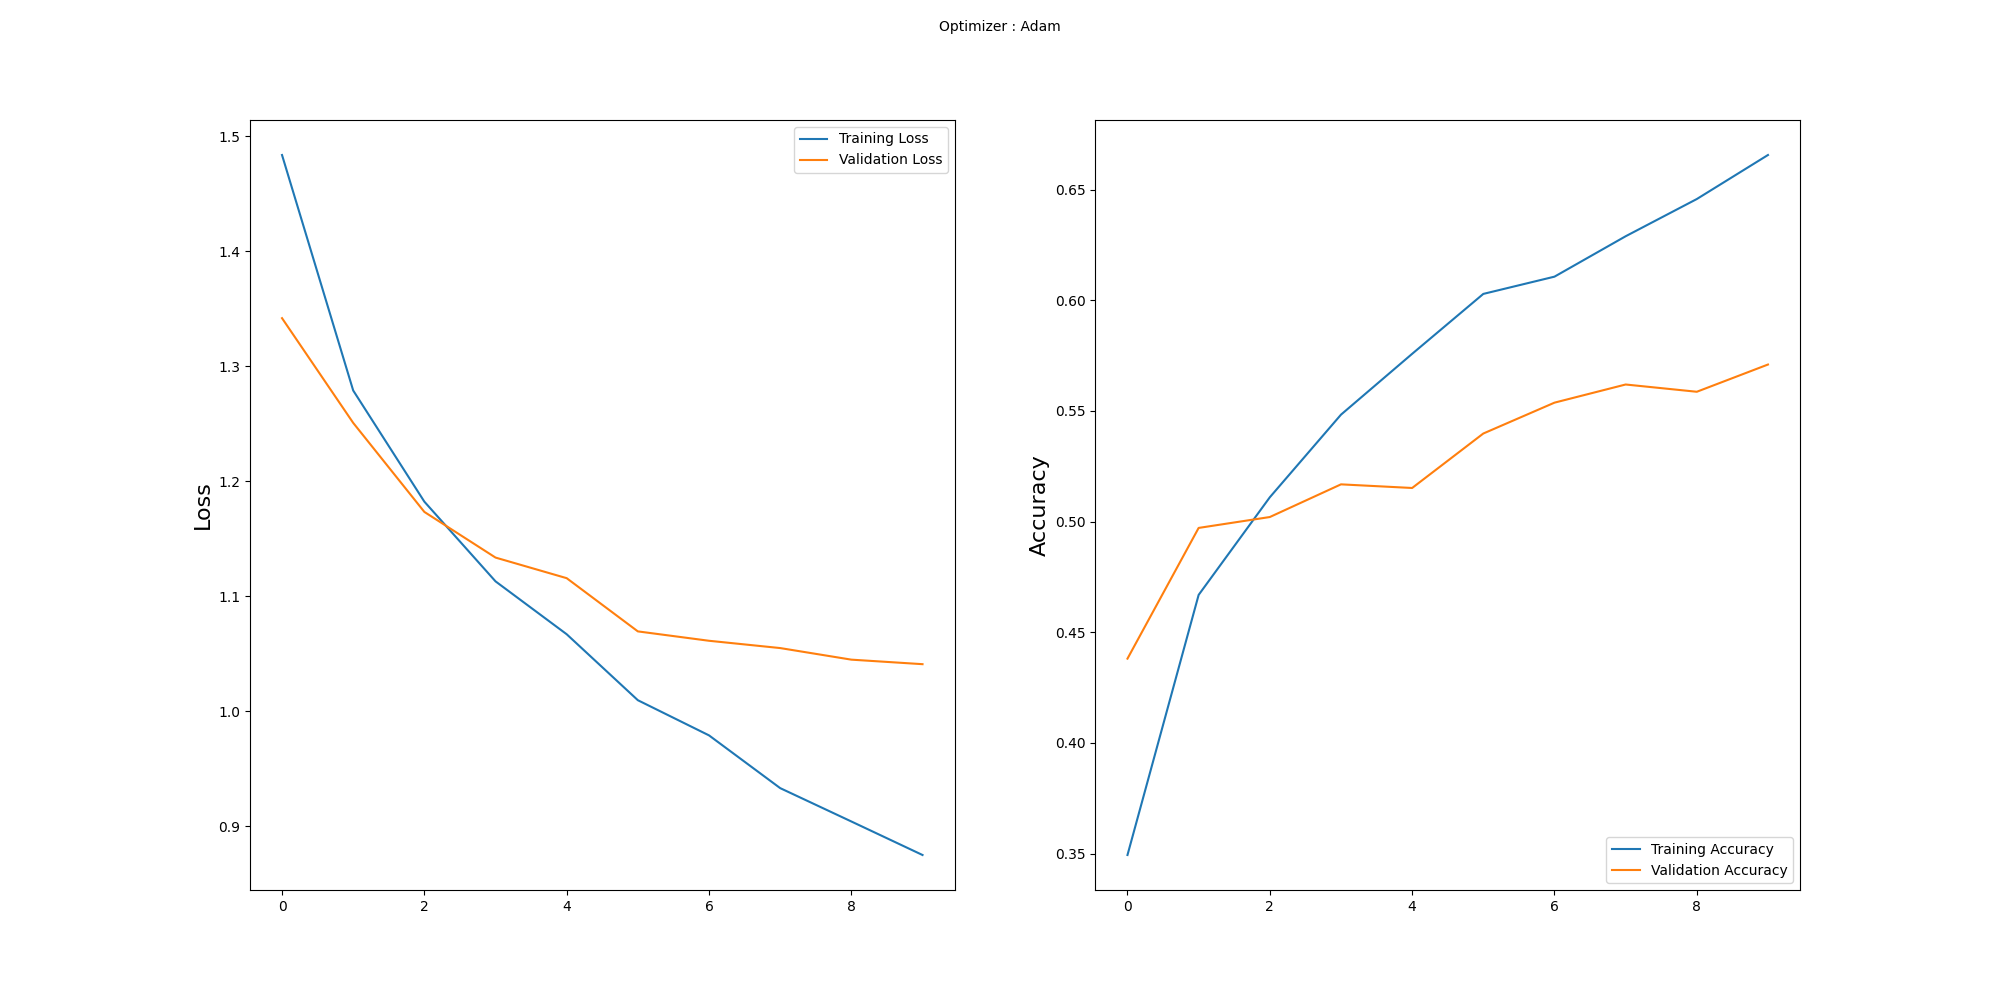 Optimizer : Adam
Loss
1.5
1.4
1.3
1.2
1.1
1.0
0.9
0 2 4 6 8
Training Loss
Validation Loss
Accuracy
0.65
0.60
0.55
0.50
0.45
0.40
0.35
0 2 4 6 8
Training Accuracy
Validation Accuracy